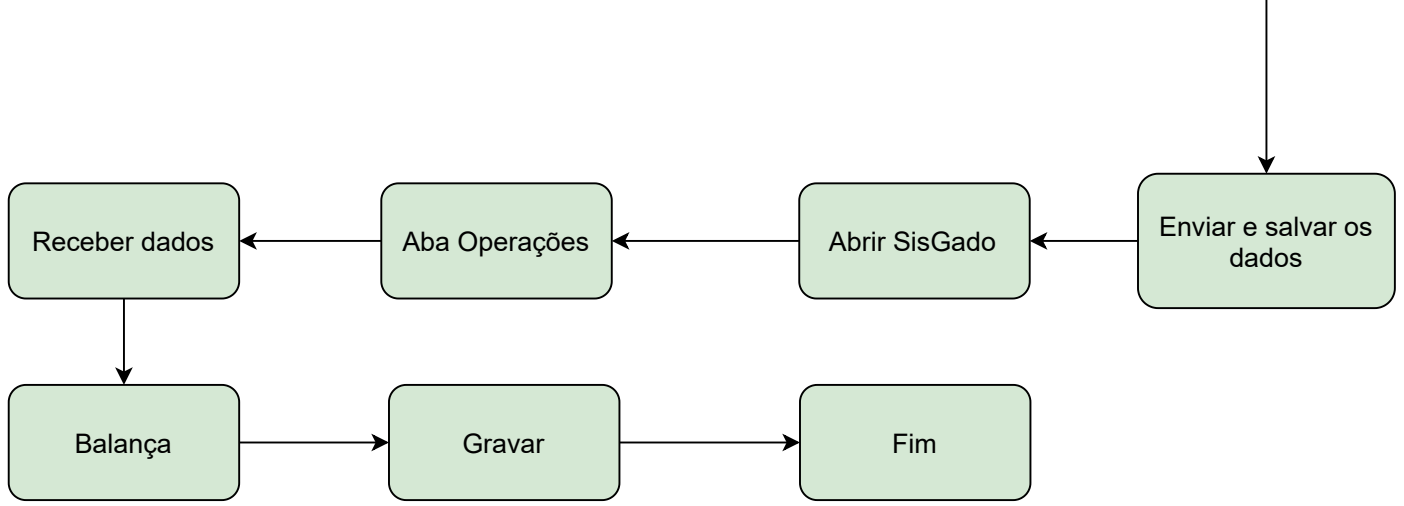 Receber dados
Aba Operações
Abrir SisGado
Enviar e salvar os
dados
Balança
Gravar
Fim